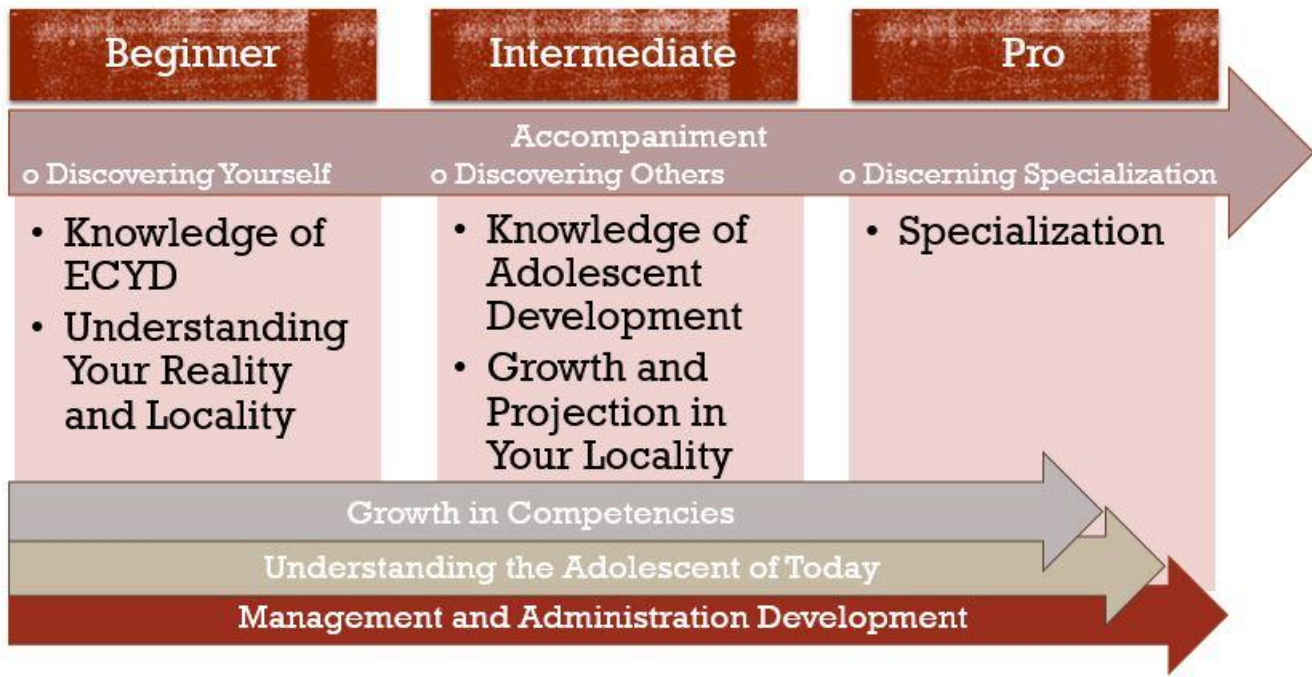 Beginner
Intermediate
Pro
Accompaniment
o Discovering Yourself
o Discovering Others
o Discerning Specialization
• Knowledge of
ECYD
• Understanding
Your Reality
and Locality
• Knowledge of
Adolescent
Development
• Growth and
Projection in
Your Locality
• Specialization
Growth in Competencies
Understanding the Adolescent of Today
Management and Administration Development